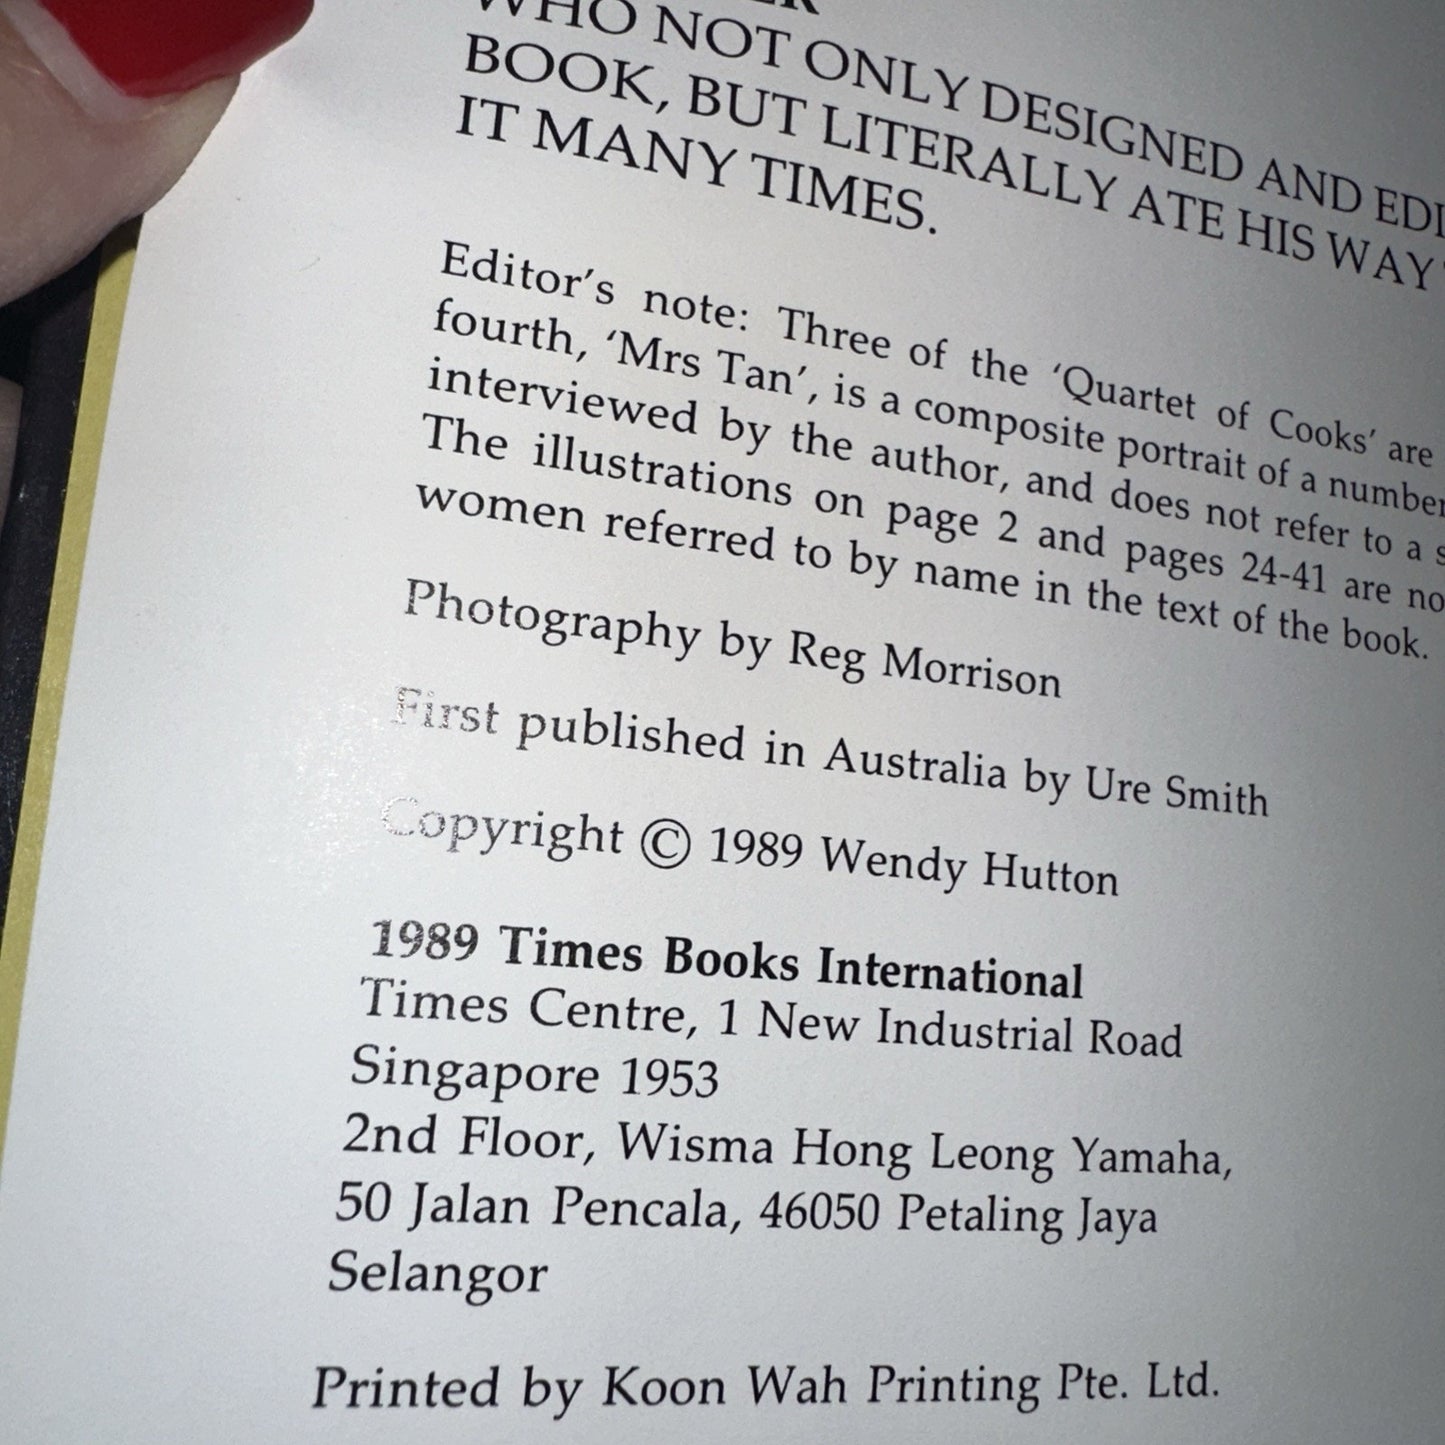 WHO NOT ONLY DESIGNED AND
BOOK, BUT LITERALLY ATE HIS WAY
IT MANY TIMES.
Editor's note: Three of the 'Quartet of Cooks' are
fourth, 'Mrs Tan', is a composite portrait of a number
interviewed by the author, and does not refer to a
The illustrations on page 2 and pages 24-41 are
women referred to by name in the text of the book.
Photography by Reg Morrison
First published in Australia by Ure Smith
Copyright © 1989 Wendy Hutton
1989 Times Books International
Times Centre, 1 New Industrial Road
Singapore 1953
2nd Floor, Wisma Hong Leong Yamaha,
50 Jalan Pencala, 46050 Petaling Jaya
Selangor
Printed by Koon Wah Printing Pte. Ltd.